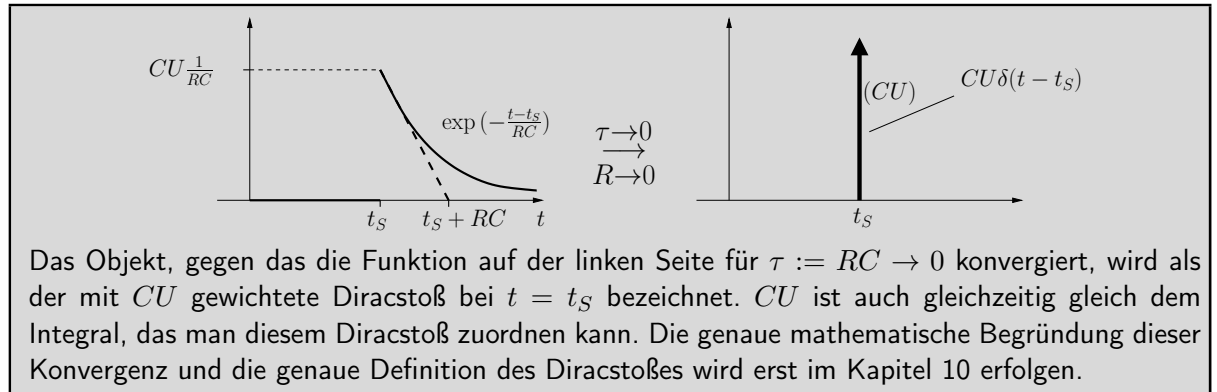 CU 1/RC
exp (− t−t_S/RC)
t_S
t_S + RC
t
τ→0
⟶
R→0
(CU)
CUδ(t − t_S)
t_S
Das Objekt, gegen das die Funktion auf der linken Seite für τ := RC → 0 konvergiert, wird als
der mit CU gewichtete Diracstoß bei t = t_S bezeichnet. CU ist auch gleichzeitig gleich dem
Integral, das man diesem Diracstoß zuordnen kann. Die genaue mathematische Begründung dieser
Konvergenz und die genaue Definition des Diracstoßes wird erst im Kapitel 10 erfolgen.